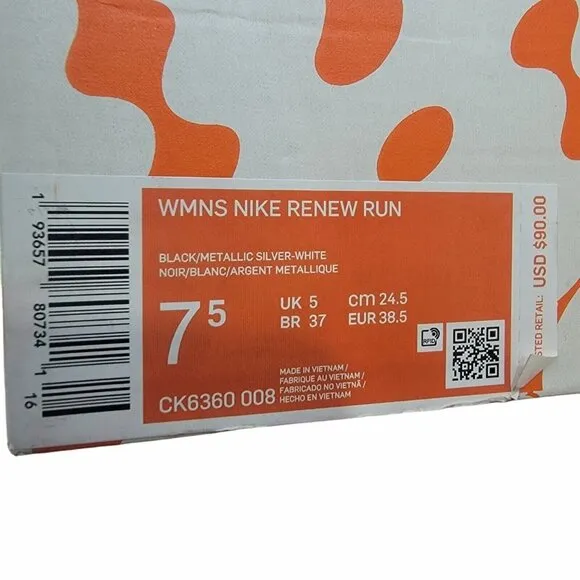 WMNS NIKE RENEW RUN
BLACK/METALLIC SILVER-WHITE
NOIR/BLANC/ARGENT METALLIQUE
7 5
UK 5 cm 24.5
BR 37 EUR 38.5
RFID
MADE IN VIETNAM /
FABRIQUE AU VIETNAM /
FABRICADO NO VIETNÃ /
HECHO EN VIETNAM
CK6360 008
1 93657 80734 1
16
STED RETAIL: USD $90.00